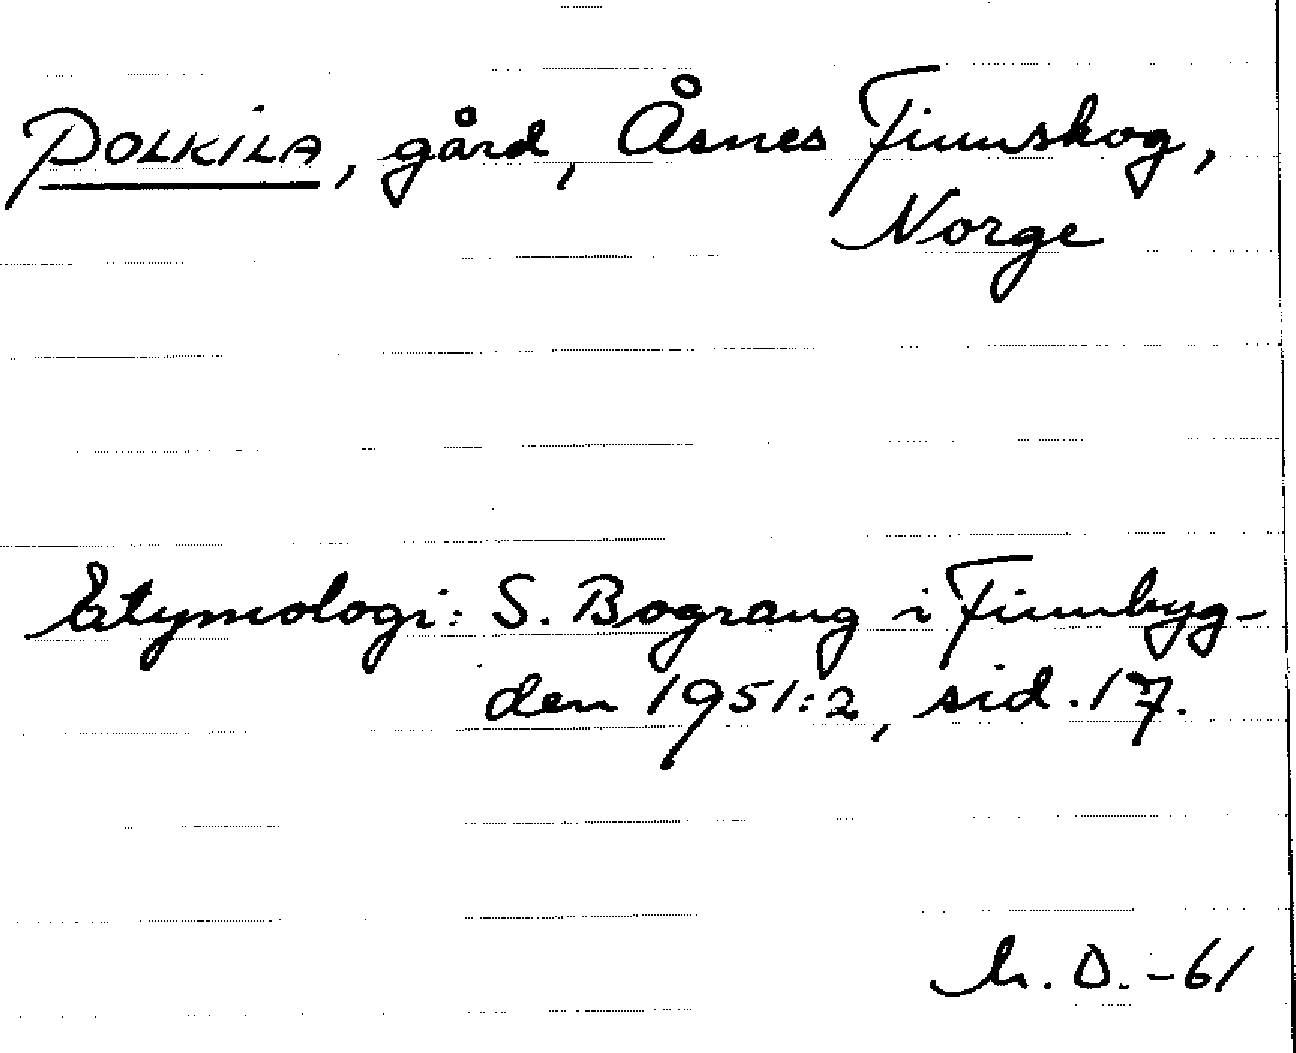 POLKILA, gård, Åsnes Finnskog,
Norge
Etymologi: S. Bograng i Finnbyg-
den 1951:2, sid. 17.
D. -61